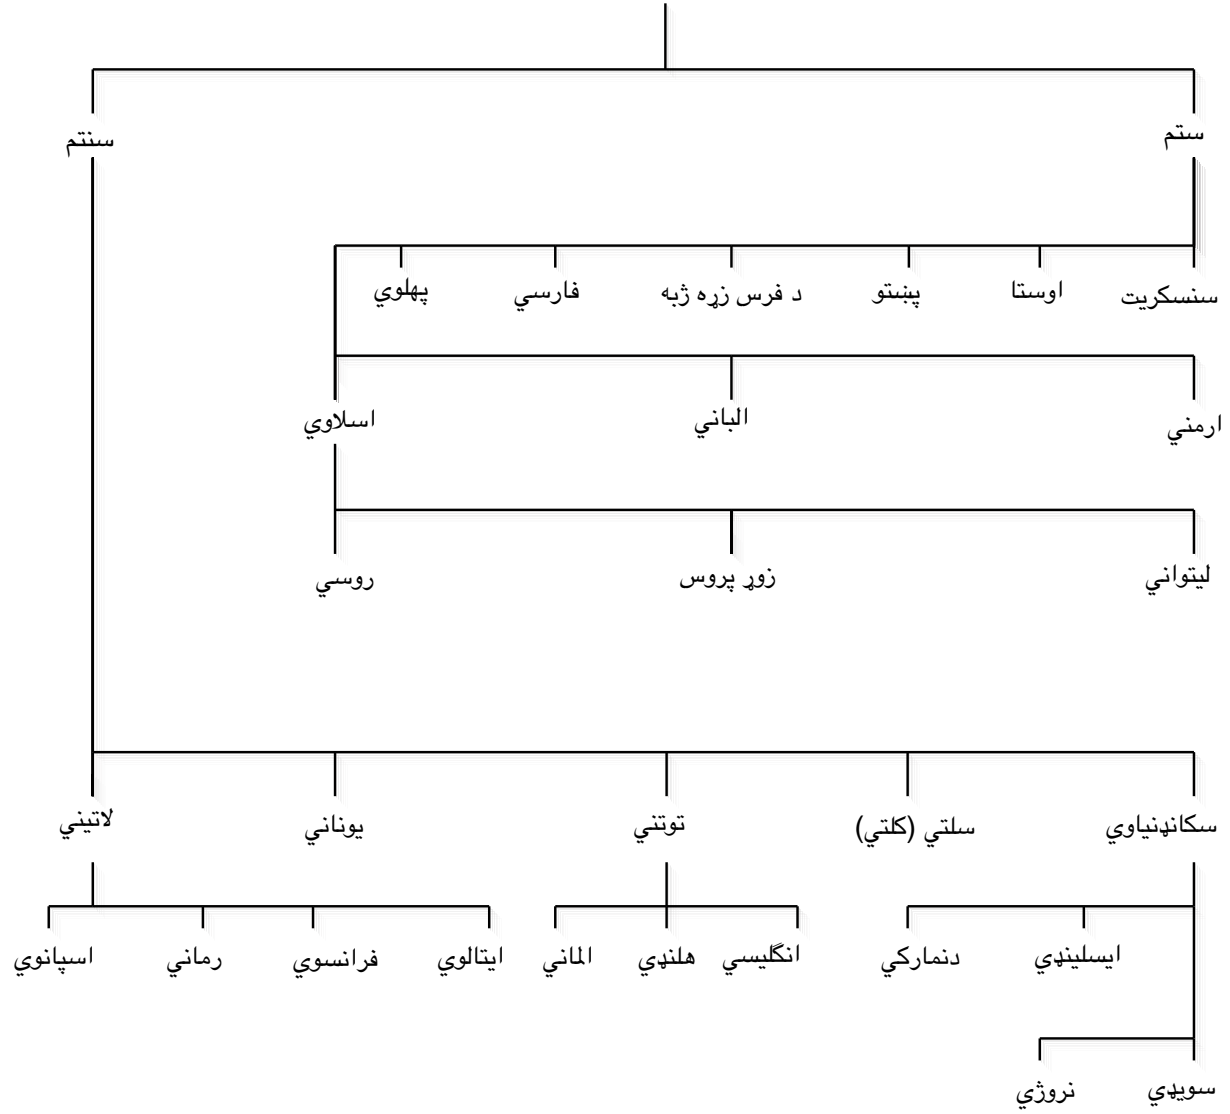 ستم
سنتم
سنسکریت
اوستا
پښتو
د فرس زړه ژبه
فارسي
پهلوي
ارمني
الباني
اسلاوي
لیتواني
زوړ پروس
روسي
سکانډنیاوي
سلتي (کلتي)
توتني
یوناني
لاتیني
ایسلینډي
دنمارکي
انگلیسي
هلنډي
الماني
ایتالوي
فرانسوي
رماني
اسپانوي
سویډي
نروژي